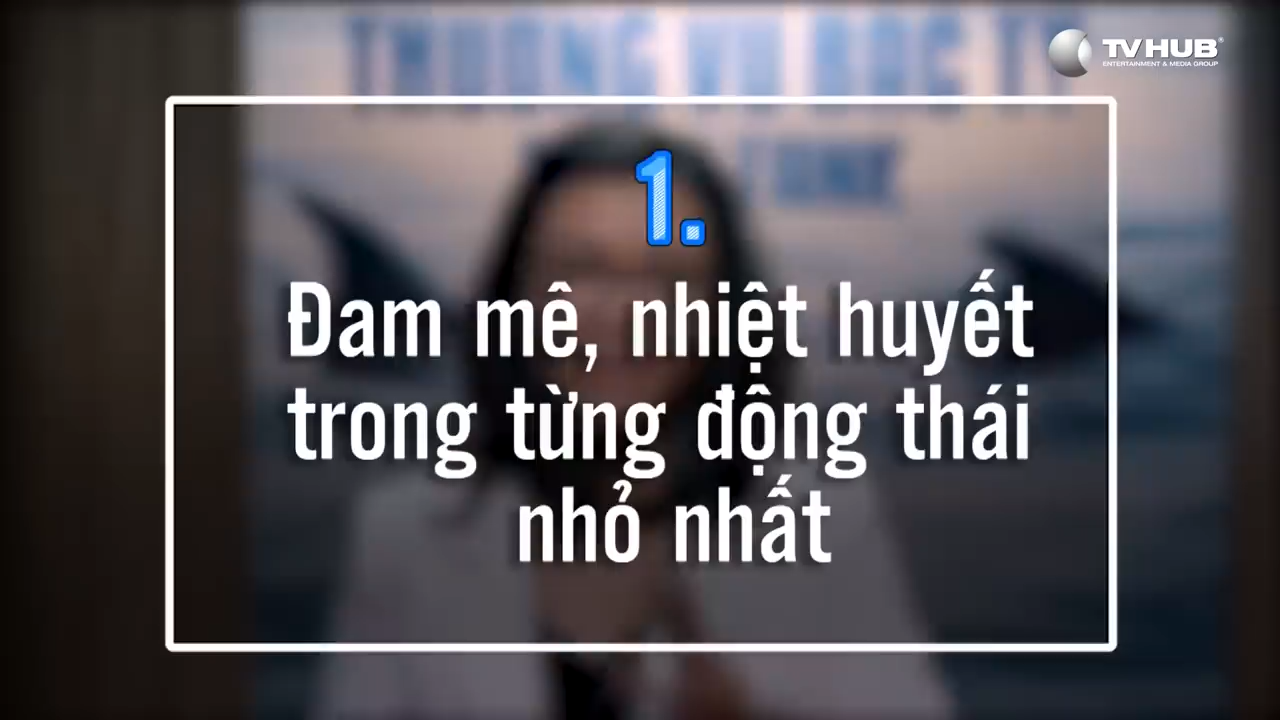 TV HUB®
ENTERTAINMENT & MEDIA GROUP
1.
Đam mê, nhiệt huyết
trong từng động thái
nhỏ nhất